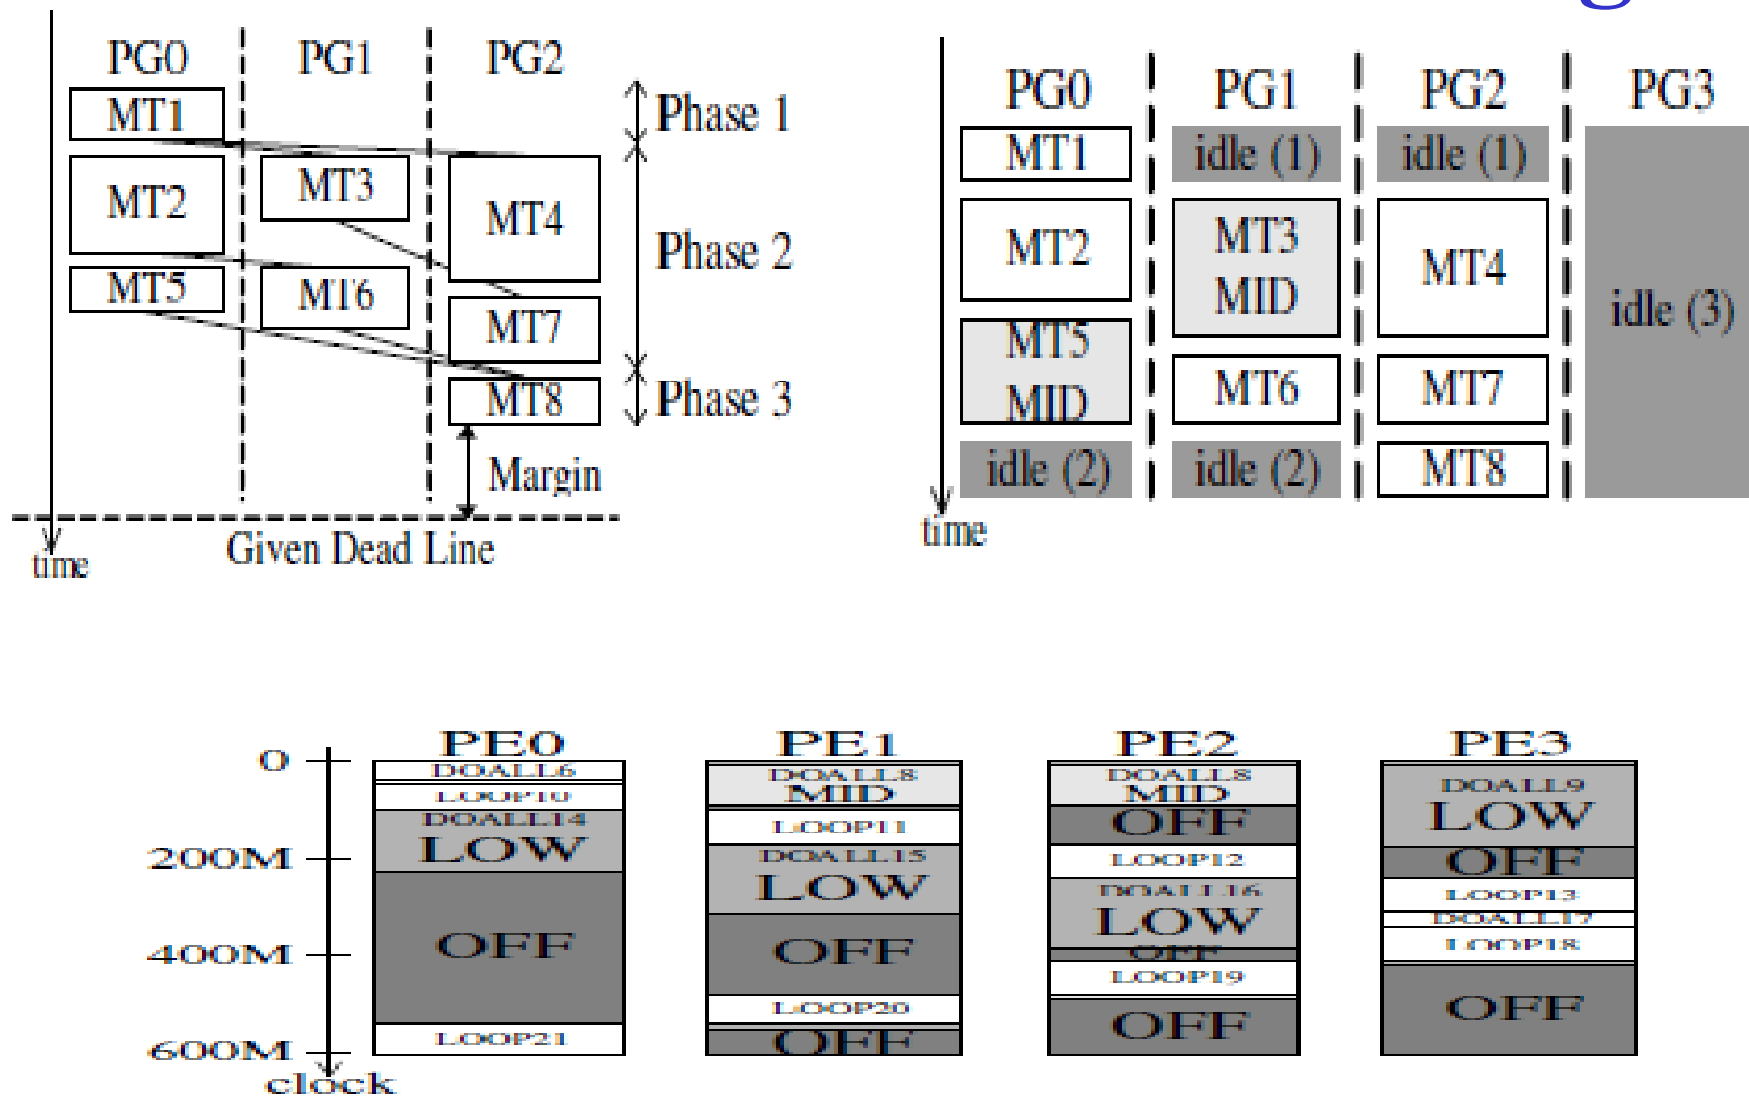 PG0
PG1
PG2
MT1
Phase 1
MT2
MT3
MT4
Phase 2
MT5
MT6
MT7
MT8
Phase 3
Margin
Given Dead Line
time
PG0
PG1
PG2
PG3
MT1
idle (1)
idle (1)
MT2
MT3
MID
MT4
idle (3)
MT5
MID
MT6
MT7
idle (2)
idle (2)
MT8
time
0
200M
400M
600M
clock
PE0
DOALL6
LOOP10
DOALL14
LOW
OFF
LOOP21
PE1
DOALL8
MID
LOOP11
DOALL15
LOW
OFF
LOOP20
OFF
PE2
DOALL8
MID
OFF
LOOP12
DOALL16
LOW
OFF
LOOP19
OFF
PE3
DOALL9
LOW
OFF
LOOP13
DOALL17
LOOP18
OFF